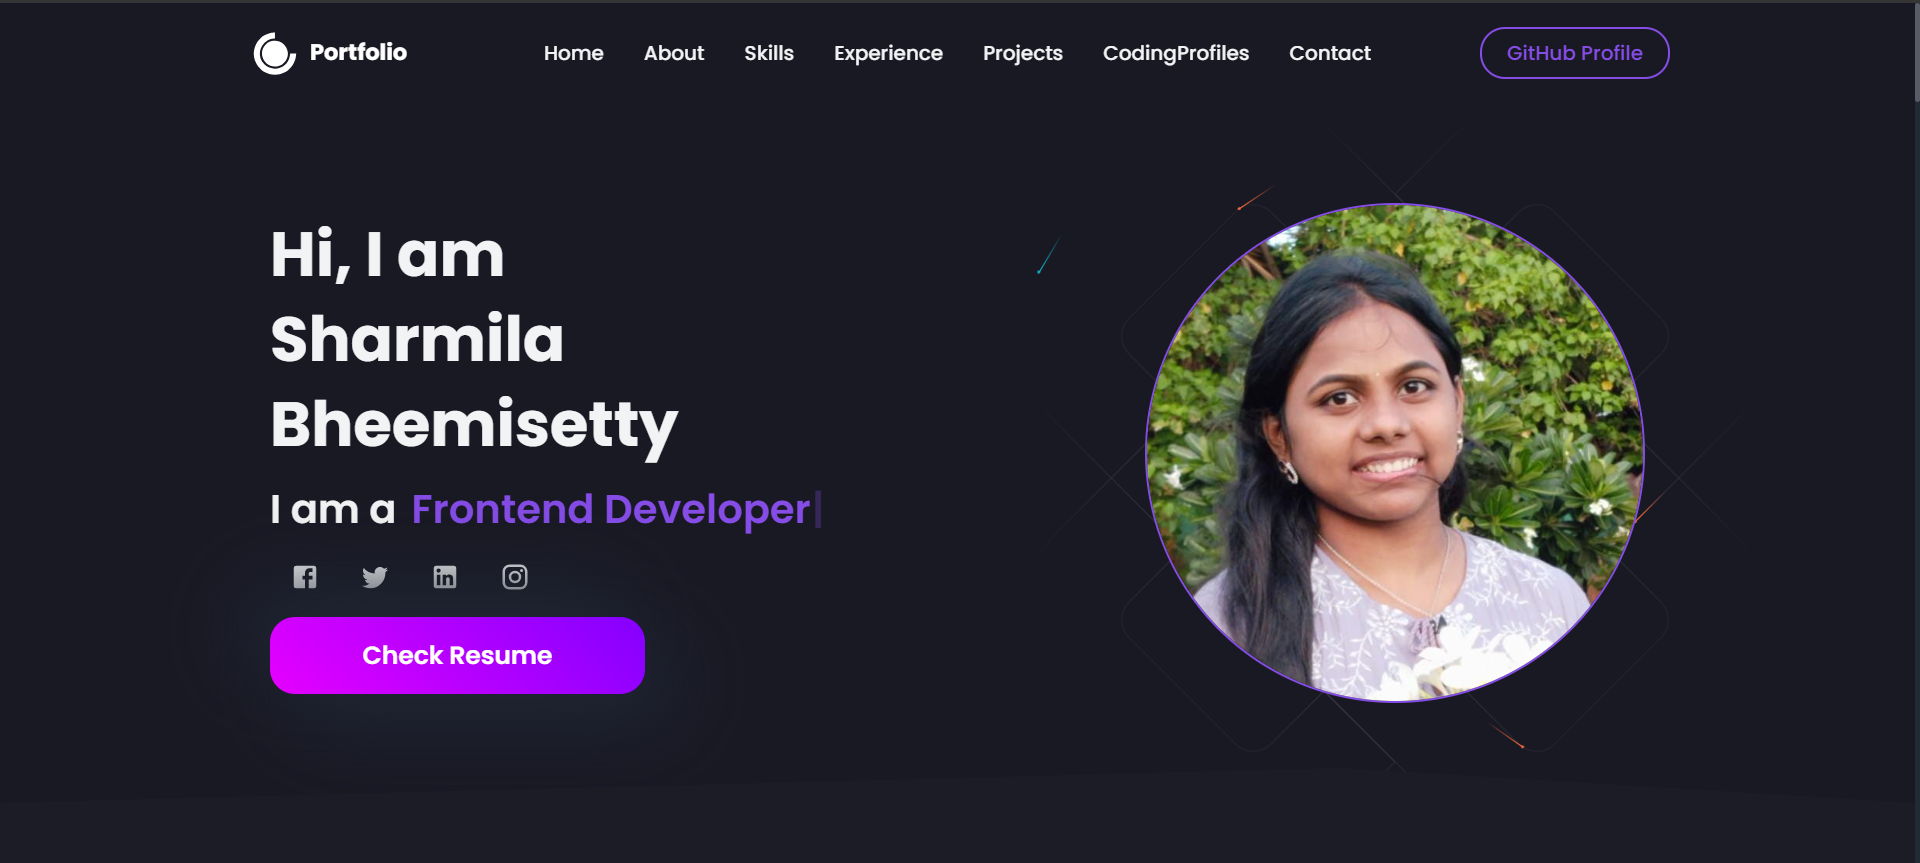 Portfolio
Home About Skills Experience Projects CodingProfiles Contact
GitHub Profile
Hi, I am
Sharmila
Bheemisetty
I am a Frontend Developer
Check Resume